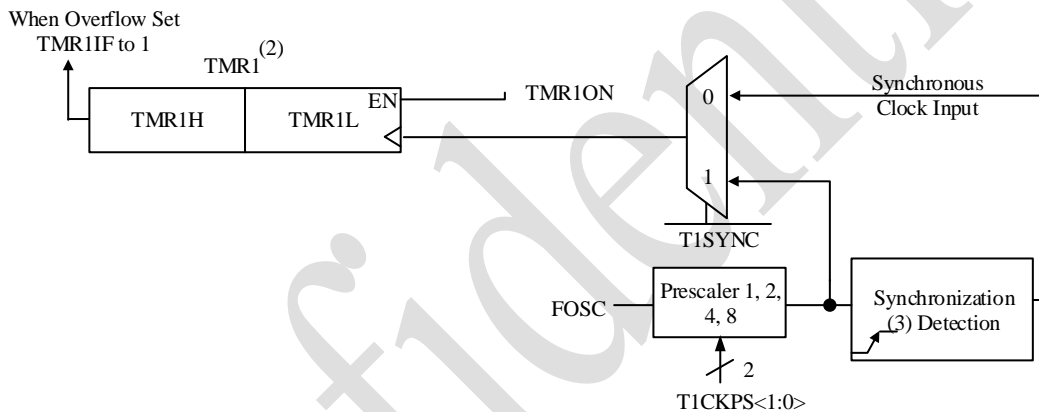 When Overflow Set
TMR1IF to 1
TMR1(2)
TMR1H
TMR1L
EN
TMR1ON
0
1
Synchronous
Clock Input
T1SYNC
FOSC
Prescaler 1, 2,
4, 8
Synchronization
(3) Detection
2
T1CKPS<1:0>